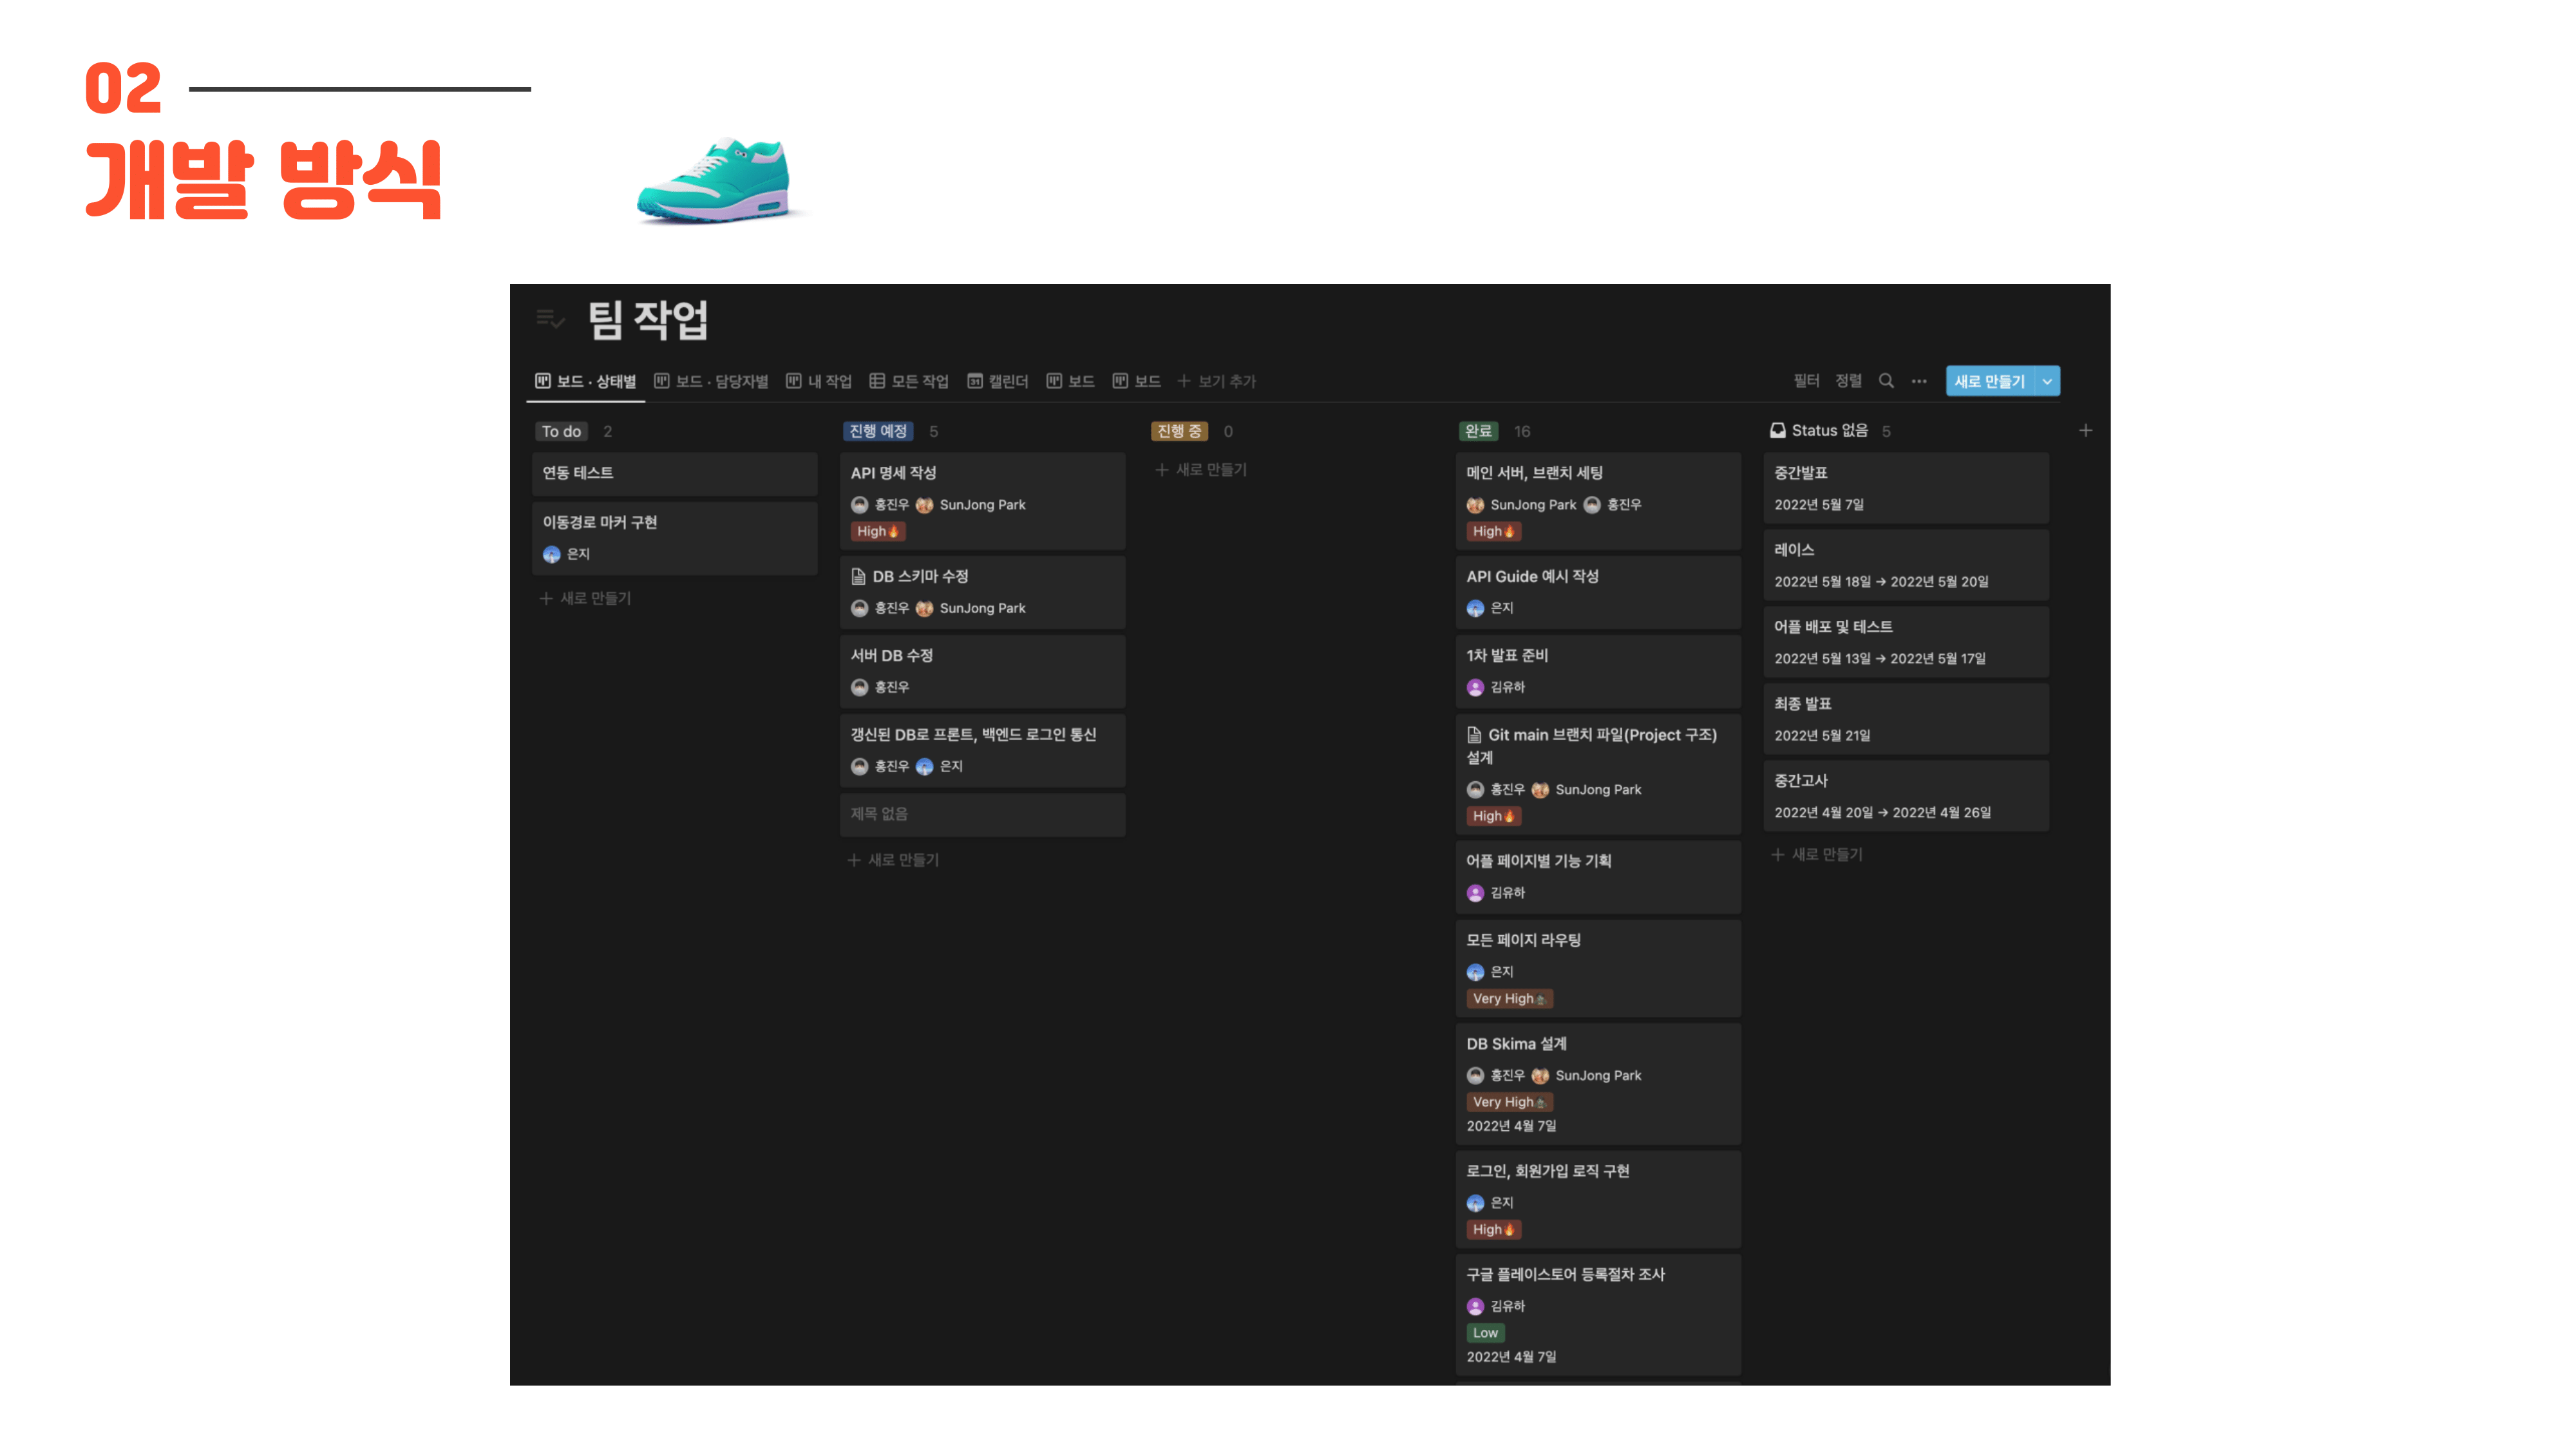 02
개발 방식
팀 작업
보드 · 상태별
보드 · 담당자별
내 작업
모든 작업
캘린더
보드
보드
+ 보기 추가
필터
정렬
새로 만들기
To do 2
연동 테스트
이동경로 마커 구현
은지
+ 새로 만들기
진행 예정 5
API 명세 작성
홍진우 SunJong Park
High🔥
DB 스키마 수정
홍진우 SunJong Park
서버 DB 수정
홍진우
갱신된 DB로 프론트, 백엔드 로그인 통신
홍진우 은지
제목 없음
+ 새로 만들기
진행 중 0
+ 새로 만들기
완료 16
메인 서버, 브랜치 세팅
SunJong Park 홍진우
High🔥
API Guide 예시 작성
은지
1차 발표 준비
김유하
Git main 브랜치 파일(Project 구조)
설계
홍진우 SunJong Park
High🔥
어플 페이지별 기능 기획
김유하
모든 페이지 라우팅
은지
Very High
DB Skima 설계
홍진우 SunJong Park
Very High
2022년 4월 7일
로그인, 회원가입 로직 구현
은지
High🔥
구글 플레이스토어 등록절차 조사
김유하
Low
2022년 4월 7일
Status 없음 5
중간발표
2022년 5월 7일
레이스
2022년 5월 18일 → 2022년 5월 20일
어플 배포 및 테스트
2022년 5월 13일 → 2022년 5월 17일
최종 발표
2022년 5월 21일
중간고사
2022년 4월 20일 → 2022년 4월 26일
+ 새로 만들기